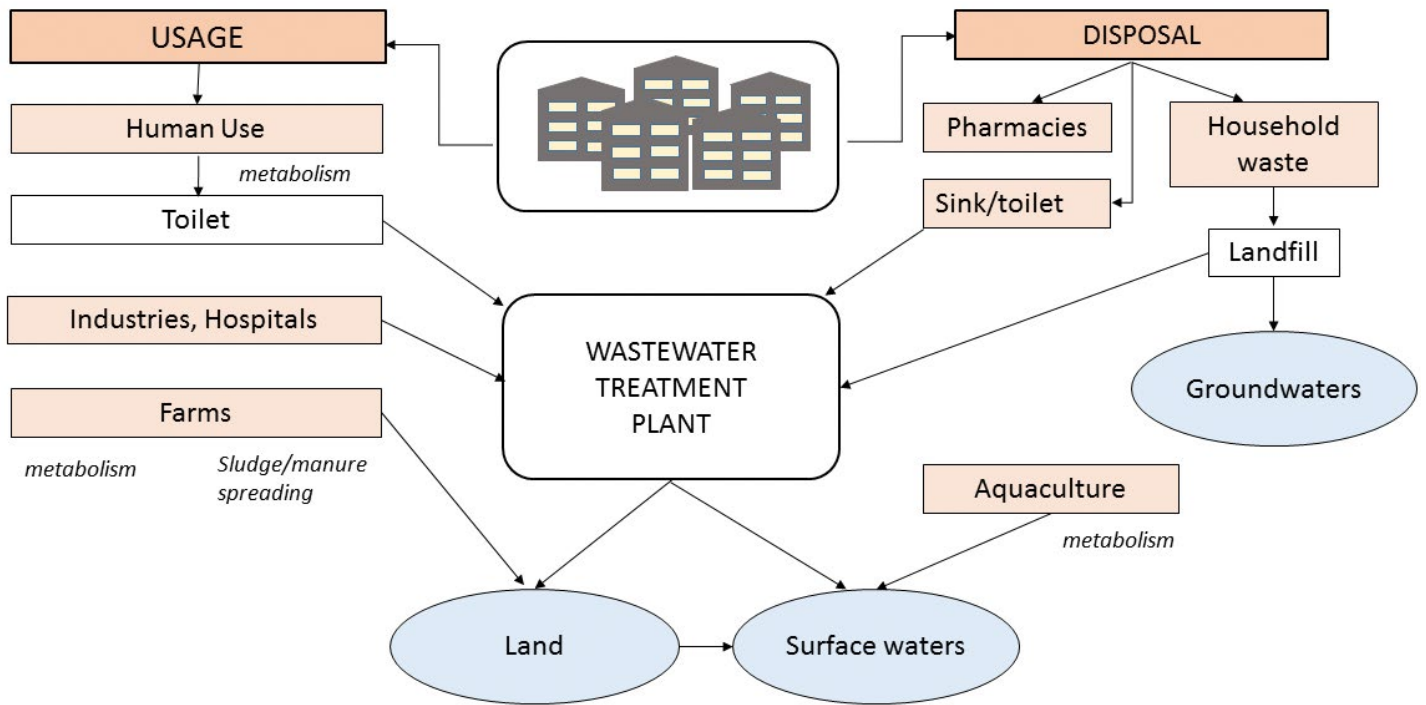 USAGE
DISPOSAL
Human Use
metabolism
Pharmacies
Household
waste
Toilet
Sink/toilet
Landfill
Industries, Hospitals
WASTEWATER
TREATMENT
PLANT
Groundwaters
Farms
metabolism
Sludge/manure
spreading
Aquaculture
metabolism
Land
Surface waters